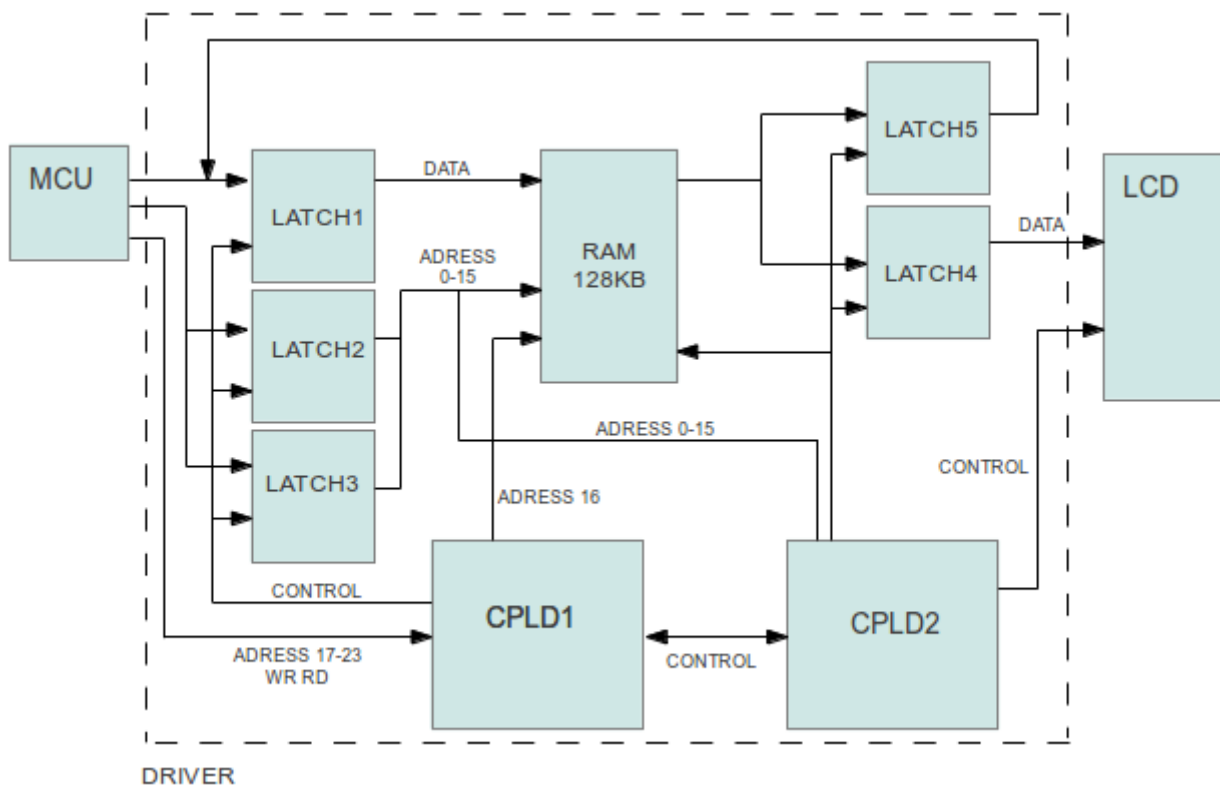 MCU
LATCH1
DATA
LATCH5
LCD
RAM
128KB
LATCH4
DATA
ADRESS
0-15
LATCH2
LATCH3
ADRESS 0-15
ADRESS 16
CONTROL
CONTROL
CPLD1
CPLD2
CONTROL
ADRESS 17-23
WR RD
DRIVER